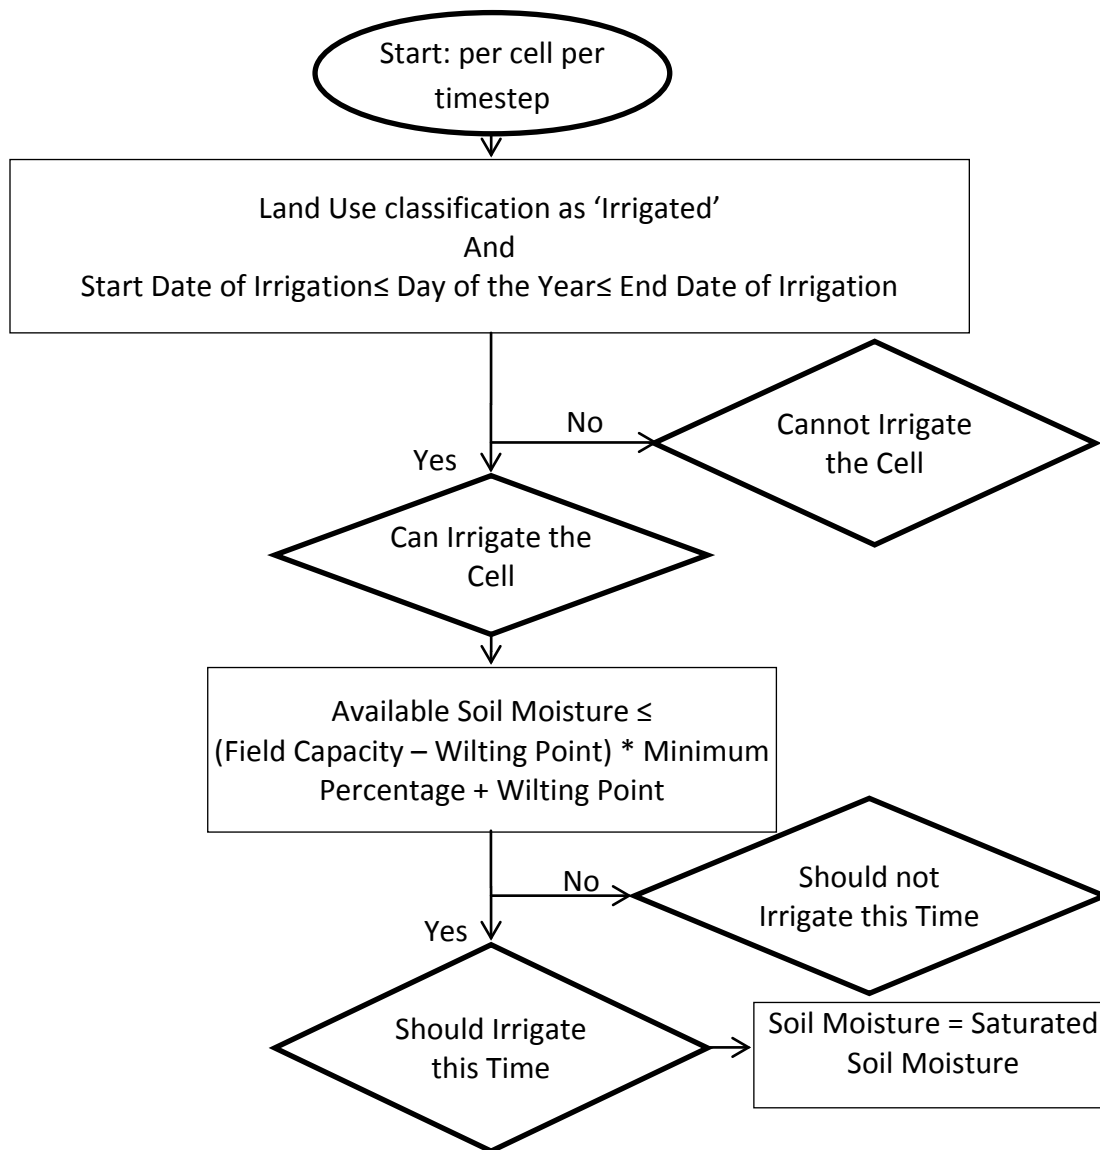 Start: per cell per
timestep
Land Use classification as ‘Irrigated’
And
Start Date of Irrigation≤ Day of the Year≤ End Date of Irrigation
No
Cannot Irrigate
the Cell
Yes
Can Irrigate the
Cell
Available Soil Moisture ≤
(Field Capacity – Wilting Point) * Minimum
Percentage + Wilting Point
No
Should not
Irrigate this Time
Yes
Should Irrigate
this Time
Soil Moisture = Saturated
Soil Moisture